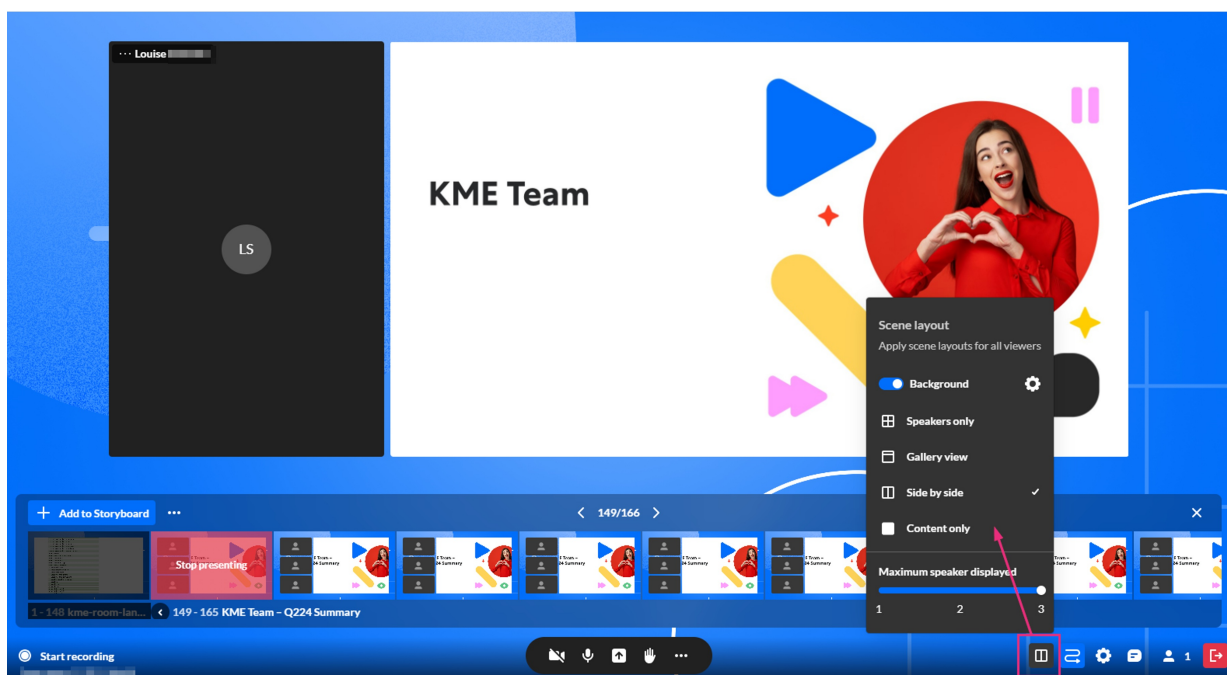 ··· Louise
LS
KME Team
Scene layout
Apply scene layouts for all viewers
Background
Speakers only
Gallery view
Side by side
Content only
Maximum speaker displayed
1 2 3
+ Add to Storyboard ···
< 149/166 >
Stop presenting
1 - 148 kme-room-lan... 149 - 165 KME Team – Q224 Summary
Start recording
1